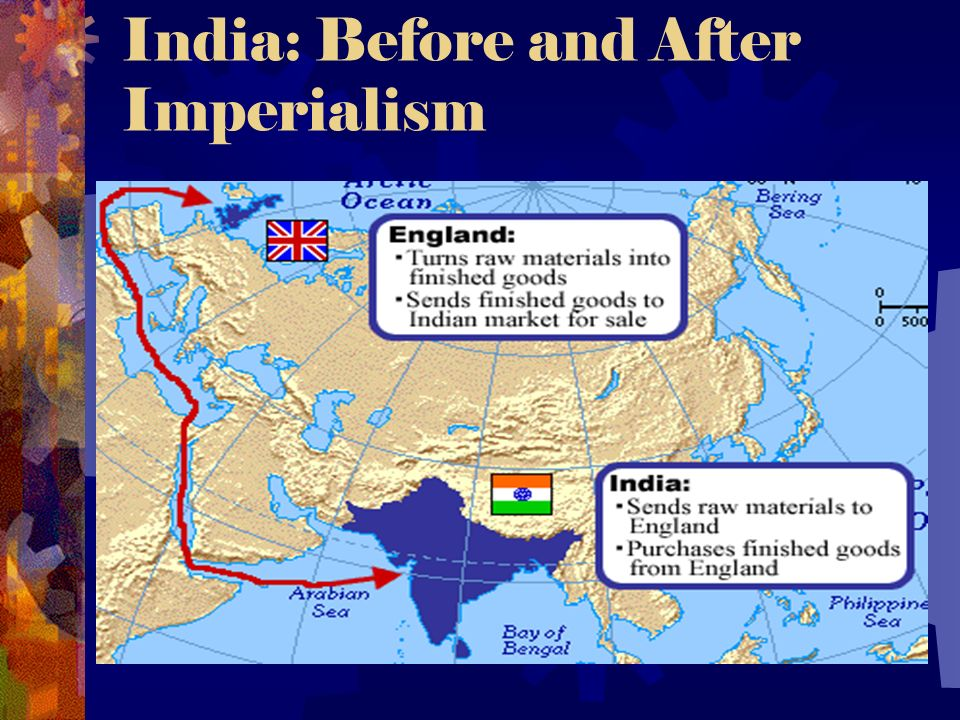 India: Before and After
Imperialism
Arctic
Ocean
Bering
Sea
England:
▪Turns raw materials into
finished goods
▪Sends finished goods to
Indian market for sale
0
0 500
India:
▪Sends raw materials to
England
▪Purchases finished goods
from England
Arabian
Sea
Bay of
Bengal
Philippine
Sea